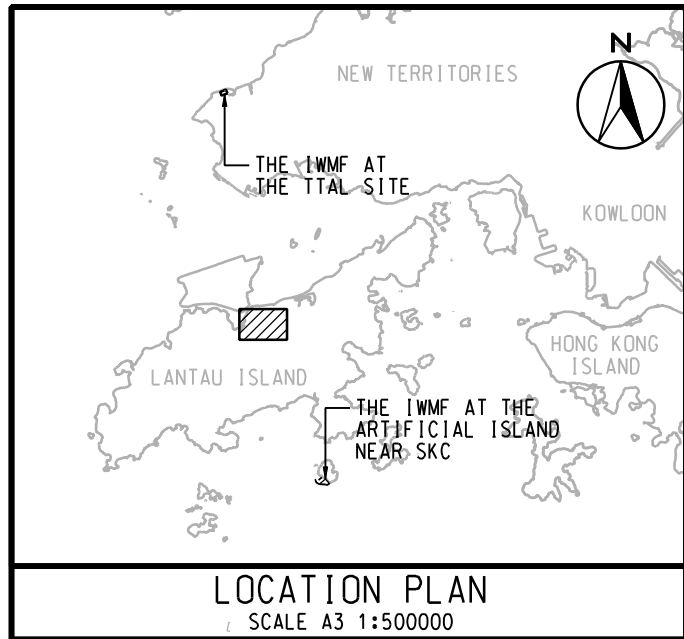 N
NEW TERRITORIES
THE IWMF AT
THE TTAL SITE
KOWLOON
HONG KONG
ISLAND
LANTAU ISLAND
THE IWMF AT THE
ARTIFICIAL ISLAND
NEAR SKC
LOCATION PLAN
SCALE A3 1:500000